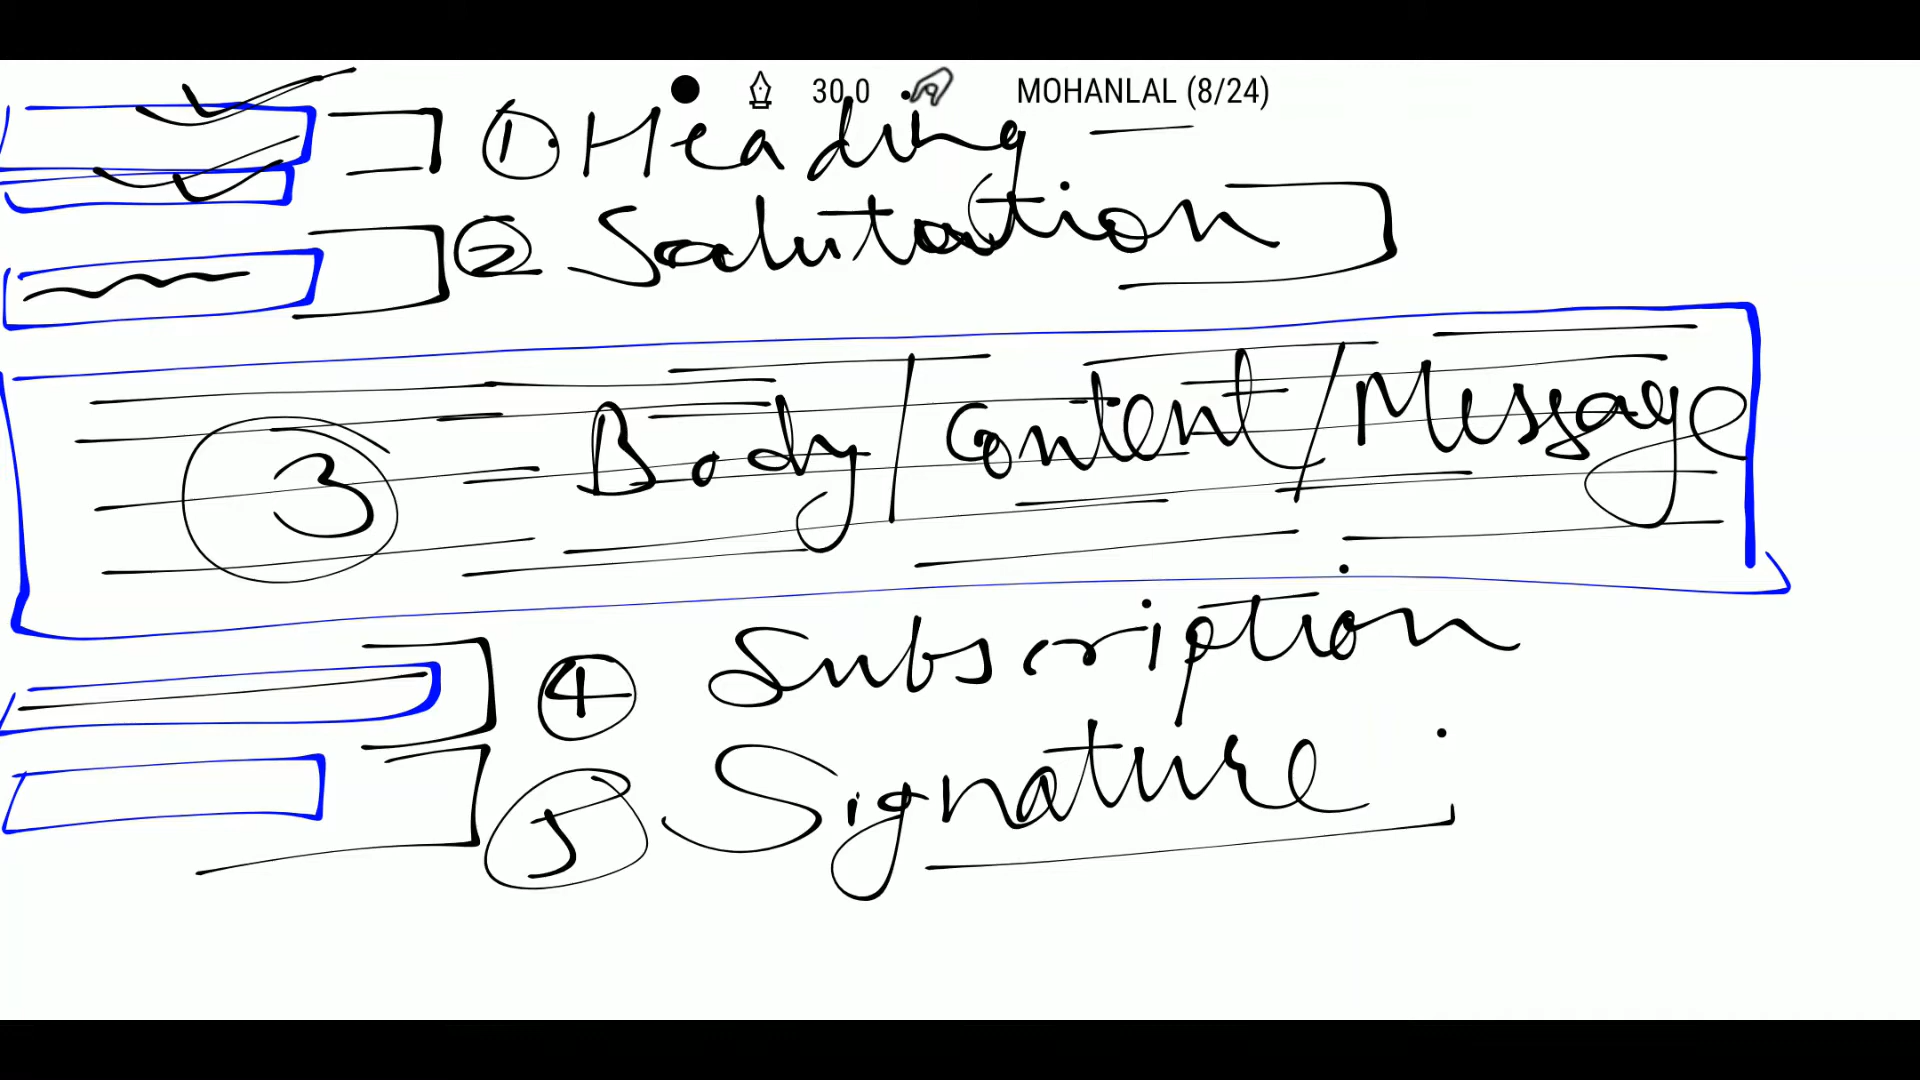 30.0 MOHANLAL (8/24)
1. Heading
2 Salutation
3 Body/Content/Message
4 Subscription
5 Signature